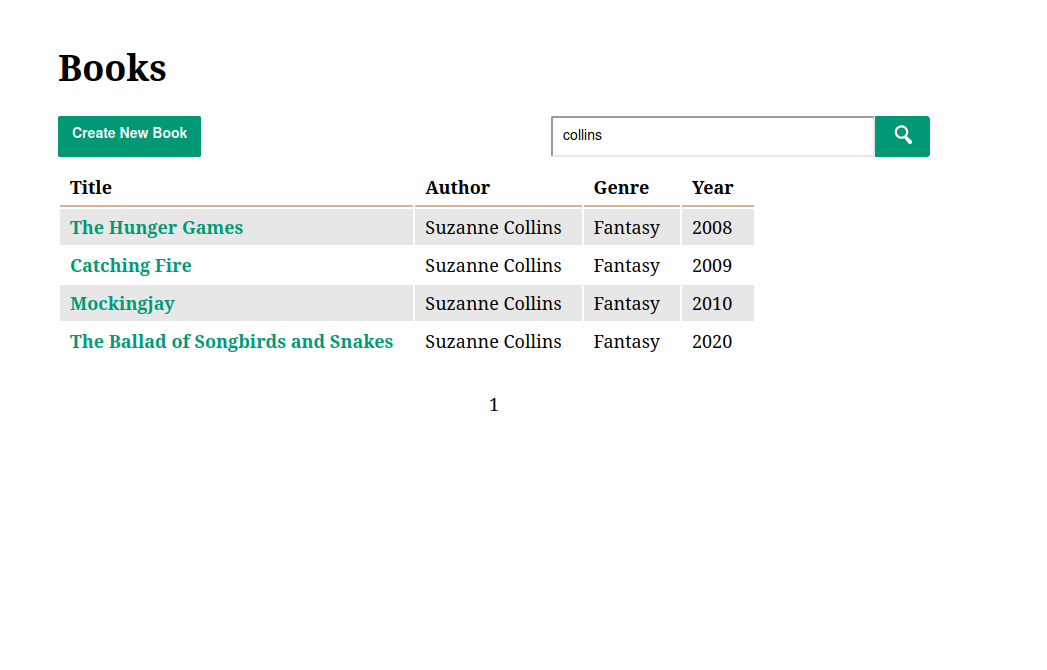 Books
Create New Book
collins
Title Author Genre Year
The Hunger Games Suzanne Collins Fantasy 2008
Catching Fire Suzanne Collins Fantasy 2009
Mockingjay Suzanne Collins Fantasy 2010
The Ballad of Songbirds and Snakes Suzanne Collins Fantasy 2020
1